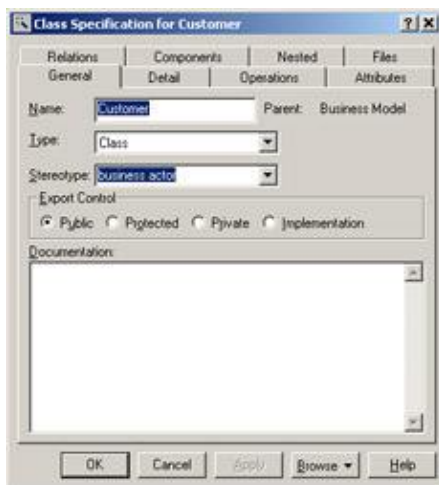 Class Specification for Customer
Relations Components Nested Files
General Detail Operations Attributes
Name: Customer Parent: Business Model
Type: Class
Stereotype: business actor
Export Control
Public Protected Private Implementation
Documentation:
OK Cancel Apply Browse Help